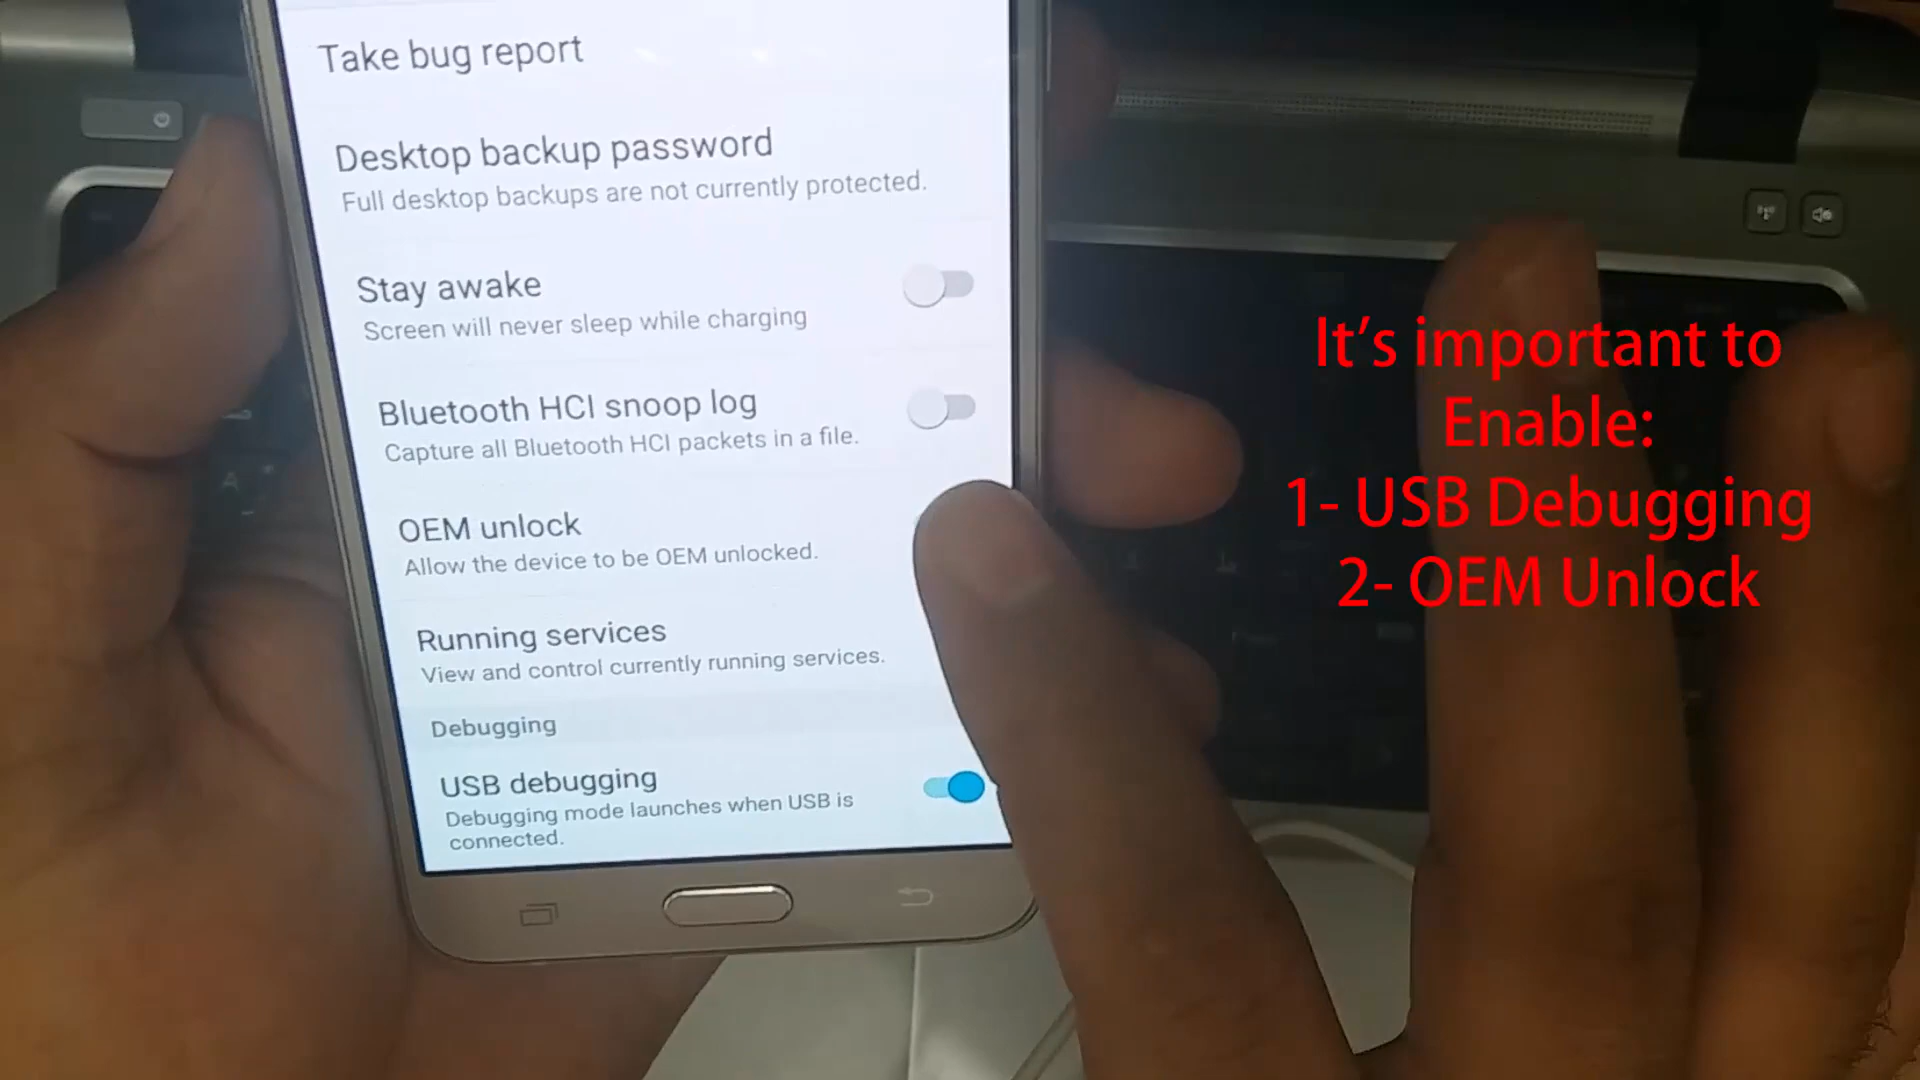 Take bug report
Desktop backup password
Full desktop backups are not currently protected.
Stay awake
Screen will never sleep while charging
Bluetooth HCI snoop log
Capture all Bluetooth HCI packets in a file.
OEM unlock
Allow the device to be OEM unlocked.
Running services
View and control currently running services.
Debugging
USB debugging
Debugging mode launches when USB is
connected.
It's important to
Enable:
1- USB Debugging
2- OEM Unlock